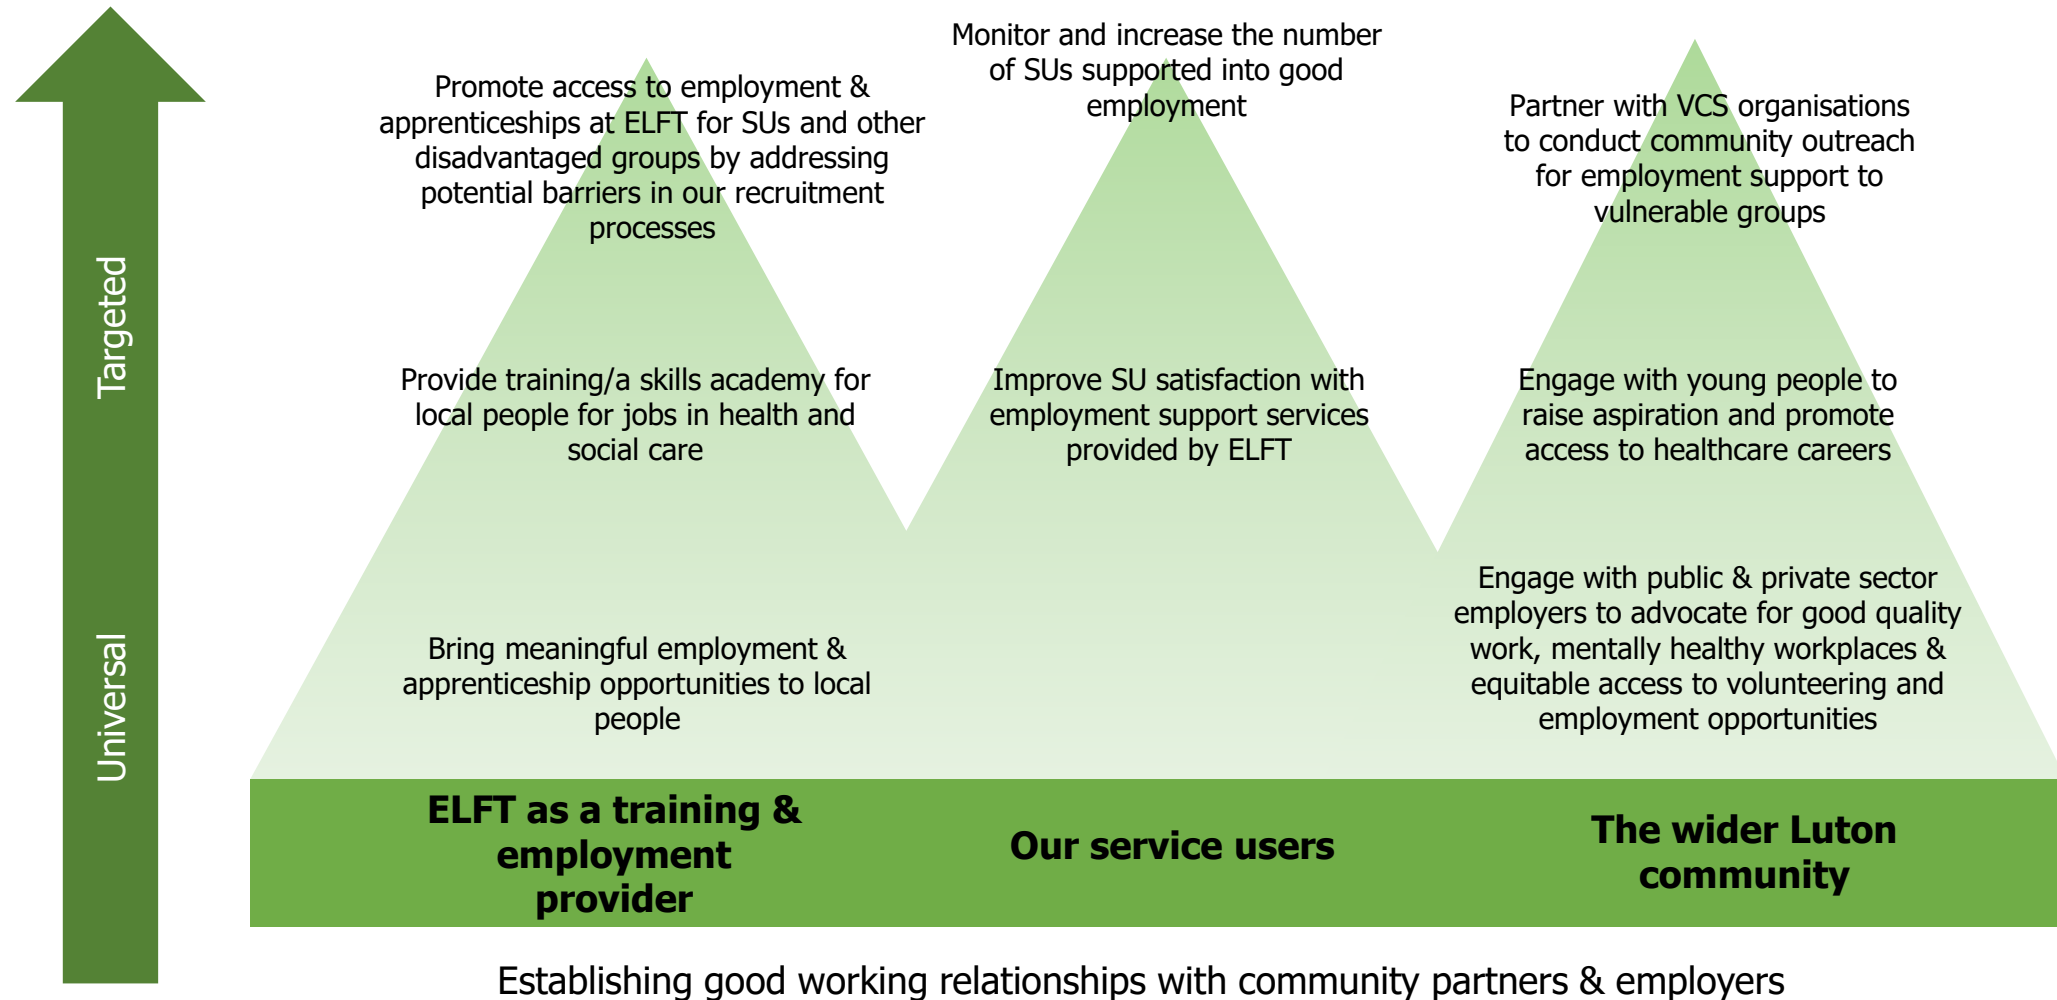 Targeted
Universal
Promote access to employment &
apprenticeships at ELFT for SUs and other
disadvantaged groups by addressing
potential barriers in our recruitment
processes
Provide training/a skills academy for
local people for jobs in health and
social care
Bring meaningful employment &
apprenticeship opportunities to local
people
Monitor and increase the number
of SUs supported into good
employment
Improve SU satisfaction with
employment support services
provided by ELFT
Partner with VCS organisations
to conduct community outreach
for employment support to
vulnerable groups
Engage with young people to
raise aspiration and promote
access to healthcare careers
Engage with public & private sector
employers to advocate for good quality
work, mentally healthy workplaces &
equitable access to volunteering and
employment opportunities
ELFT as a training &
employment
provider
Our service users
The wider Luton
community
Establishing good working relationships with community partners & employers